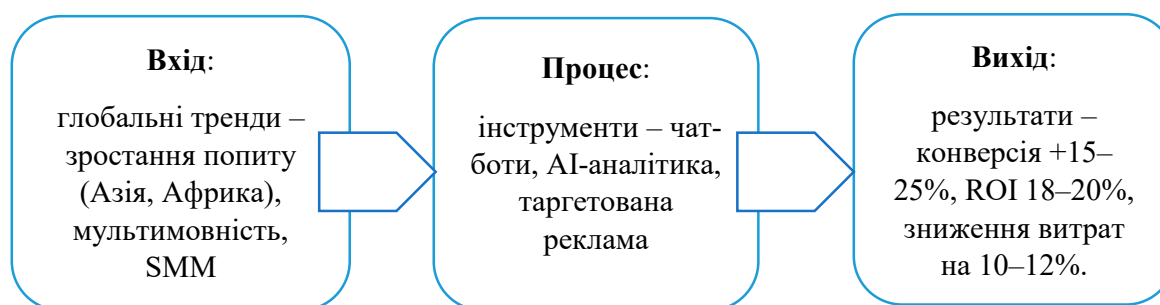 Вхід:
глобальні тренди –
зростання попиту
(Азія, Африка),
мультимовність,
SMM
Процес:
інструменти – чат-
боти, AI-аналітика,
таргетована
реклама
Вихід:
результати –
конверсія +15–
25%, ROI 18–20%,
зниження витрат
на 10–12%.